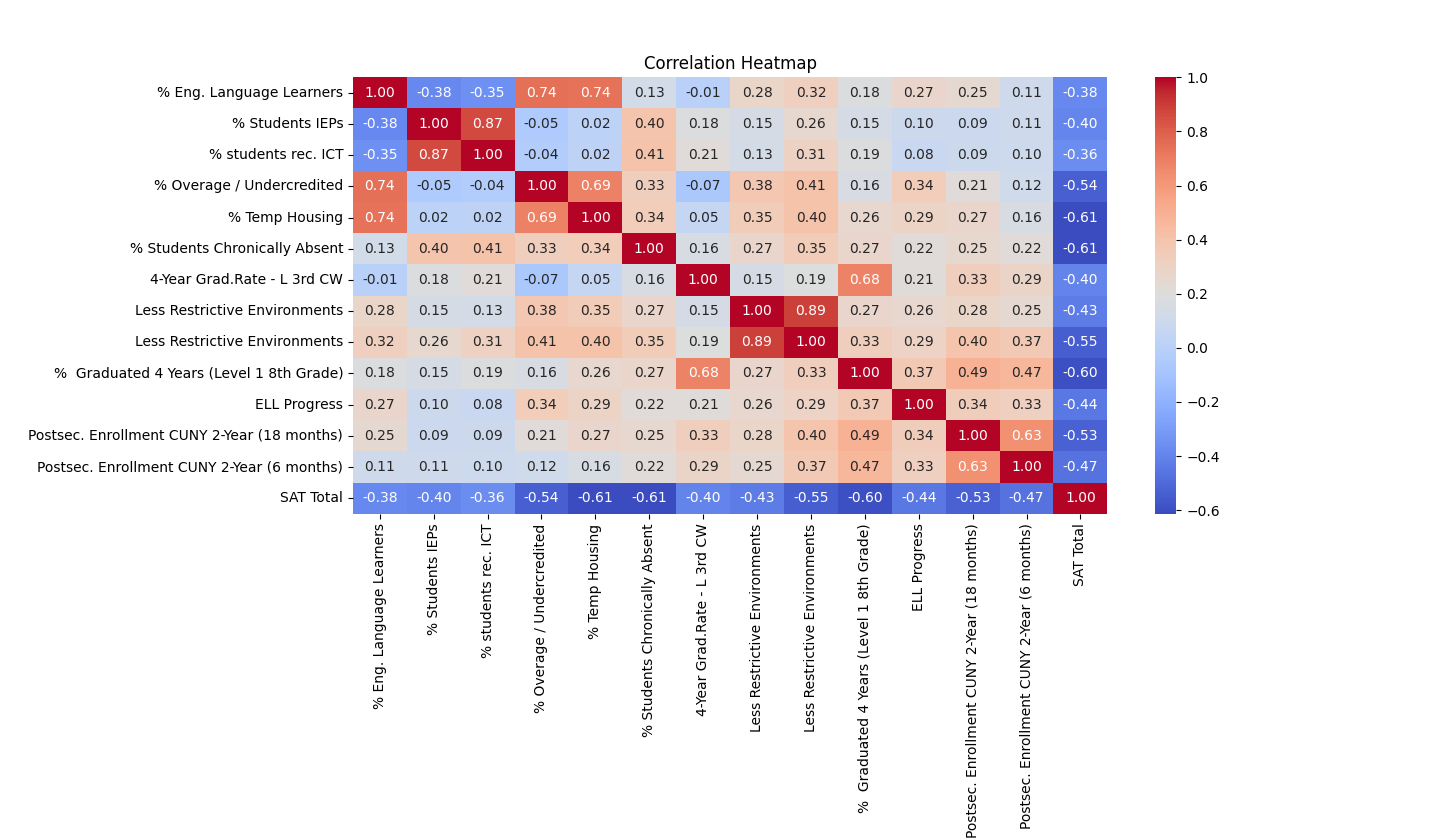 Correlation Heatmap
% Eng. Language Learners 1.00 -0.38 -0.35 0.74 0.74 0.13 -0.01 0.28 0.32 0.18 0.27 0.25 0.11 -0.38
% Students IEPs -0.38 1.00 0.87 -0.05 0.02 0.40 0.18 0.15 0.26 0.15 0.10 0.09 0.11 -0.40
% students rec. ICT -0.35 0.87 1.00 -0.04 0.02 0.41 0.21 0.13 0.31 0.19 0.08 0.09 0.10 -0.36
% Overage / Undercredited 0.74 -0.05 -0.04 1.00 0.69 0.33 -0.07 0.38 0.41 0.16 0.34 0.21 0.12 -0.54
% Temp Housing 0.74 0.02 0.02 0.69 1.00 0.34 0.05 0.35 0.40 0.26 0.29 0.27 0.16 -0.61
% Students Chronically Absent 0.13 0.40 0.41 0.33 0.34 1.00 0.16 0.27 0.35 0.27 0.22 0.25 0.22 -0.61
4-Year Grad.Rate - L 3rd CW -0.01 0.18 0.21 -0.07 0.05 0.16 1.00 0.15 0.19 0.68 0.21 0.33 0.29 -0.40
Less Restrictive Environments 0.28 0.15 0.13 0.38 0.35 0.27 0.15 1.00 0.89 0.27 0.26 0.28 0.25 -0.43
Less Restrictive Environments 0.32 0.26 0.31 0.41 0.40 0.35 0.19 0.89 1.00 0.33 0.29 0.40 0.37 -0.55
%  Graduated 4 Years (Level 1 8th Grade) 0.18 0.15 0.19 0.16 0.26 0.27 0.68 0.27 0.33 1.00 0.37 0.49 0.47 -0.60
ELL Progress 0.27 0.10 0.08 0.34 0.29 0.22 0.21 0.26 0.29 0.37 1.00 0.34 0.33 -0.44
Postsec. Enrollment CUNY 2-Year (18 months) 0.25 0.09 0.09 0.21 0.27 0.25 0.33 0.28 0.40 0.49 0.34 1.00 0.63 -0.53
Postsec. Enrollment CUNY 2-Year (6 months) 0.11 0.11 0.10 0.12 0.16 0.22 0.29 0.25 0.37 0.47 0.33 0.63 1.00 -0.47
SAT Total -0.38 -0.40 -0.36 -0.54 -0.61 -0.61 -0.40 -0.43 -0.55 -0.60 -0.44 -0.53 -0.47 1.00
% Eng. Language Learners
% Students IEPs
% students rec. ICT
% Overage / Undercredited
% Temp Housing
% Students Chronically Absent
4-Year Grad.Rate - L 3rd CW
Less Restrictive Environments
Less Restrictive Environments
%  Graduated 4 Years (Level 1 8th Grade)
ELL Progress
Postsec. Enrollment CUNY 2-Year (18 months)
Postsec. Enrollment CUNY 2-Year (6 months)
SAT Total
1.0
0.8
0.6
0.4
0.2
0.0
−0.2
−0.4
−0.6